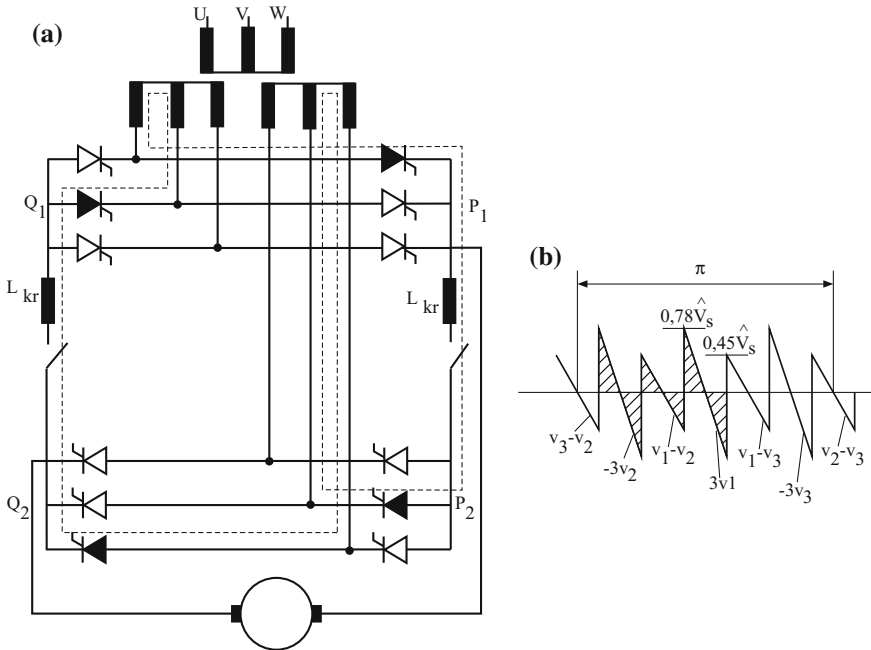 (a)
U V W
Q1
P1
L kr
L kr
Q2
P2
(b)
π
0,78V̂s
0,45V̂s
v3-v2
-3v2
v1-v2
3v1
v1-v3
-3v3
v2-v3